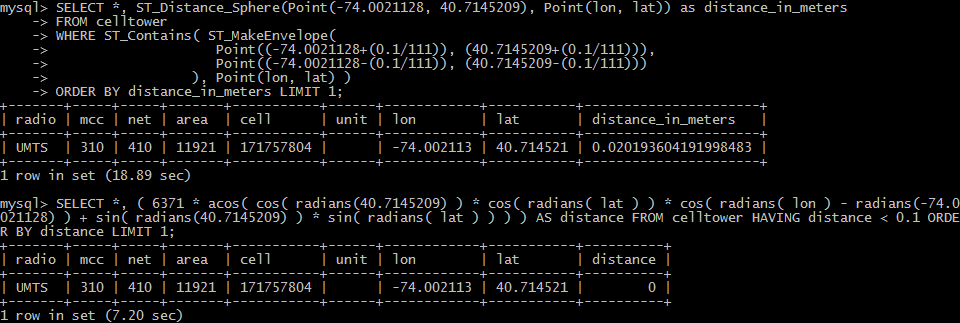 mysql> SELECT *, ST_Distance_Sphere(Point(-74.0021128, 40.7145209), Point(lon, lat)) as distance_in_meters
    -> FROM celltower
    -> WHERE ST_Contains( ST_MakeEnvelope(
    ->                     Point((-74.0021128+(0.1/111)), (40.7145209+(0.1/111))),
    ->                     Point((-74.0021128-(0.1/111)), (40.7145209-(0.1/111)))
    ->                  ), Point(lon, lat) )
    -> ORDER BY distance_in_meters LIMIT 1;
+-------+-----+-----+-------+-----------+------+------------+-----------+----------------------+
| radio | mcc | net | area  | cell      | unit | lon        | lat       | distance_in_meters   |
+-------+-----+-----+-------+-----------+------+------------+-----------+----------------------+
| UMTS  | 310 | 410 | 11921 | 171757804 |      | -74.002113 | 40.714521 | 0.020193604191998483 |
+-------+-----+-----+-------+-----------+------+------------+-----------+----------------------+
1 row in set (18.89 sec)
mysql> SELECT *, ( 6371 * acos( cos( radians(40.7145209) ) * cos( radians( lat ) ) * cos( radians( lon ) - radians(-74.0
021128) ) + sin( radians(40.7145209) ) * sin( radians( lat ) ) ) ) AS distance FROM celltower HAVING distance < 0.1 ORDE
R BY distance LIMIT 1;
+-------+-----+-----+-------+-----------+------+------------+-----------+----------+
| radio | mcc | net | area  | cell      | unit | lon        | lat       | distance |
+-------+-----+-----+-------+-----------+------+------------+-----------+----------+
| UMTS  | 310 | 410 | 11921 | 171757804 |      | -74.002113 | 40.714521 |        0 |
+-------+-----+-----+-------+-----------+------+------------+-----------+----------+
1 row in set (7.20 sec)